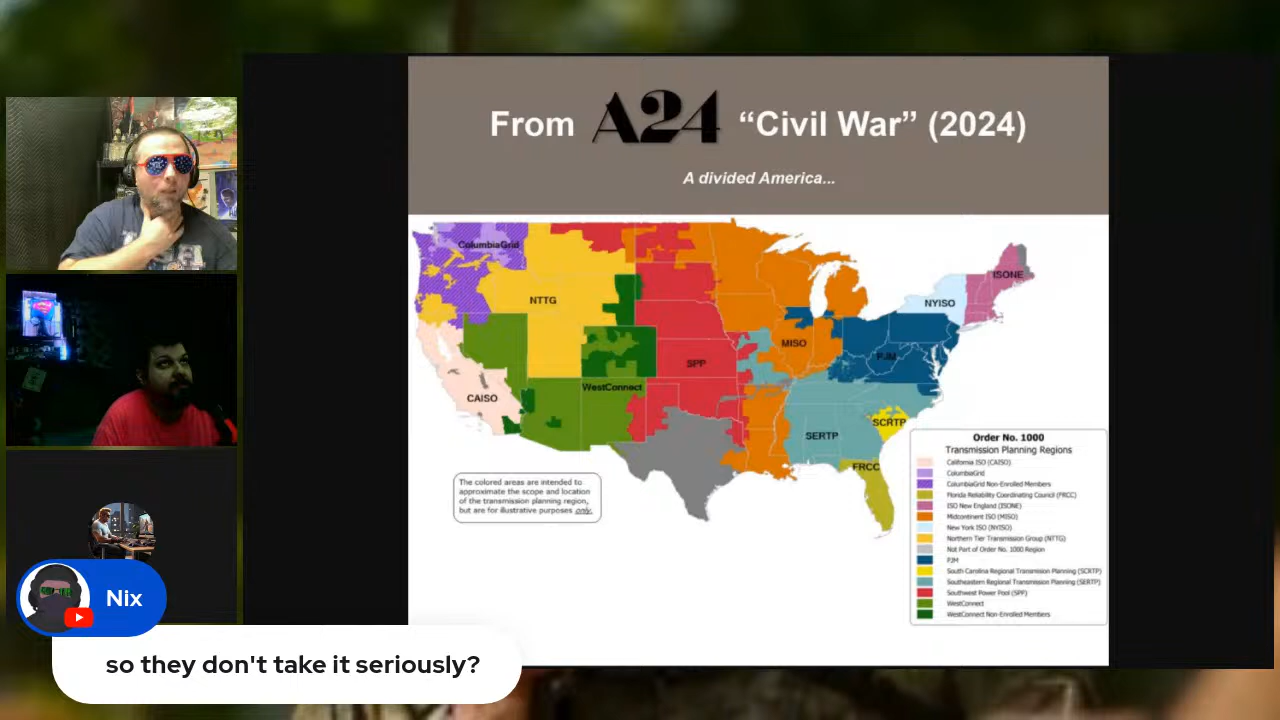 From A24 “Civil War” (2024)
A divided America...
ColumbiaGrid
NTTG
CAISO
WestConnect
SPP
MISO
SERTP
SCRTP
FRCC
PJM
NYISO
ISONE
The colored areas are intended to
approximate the scope and location
of the transmission planning region,
but are for illustrative purposes only.
Order No. 1000
Transmission Planning Regions
California ISO (CAISO)
ColumbiaGrid
ColumbiaGrid Non-Enrolled Members
Florida Reliability Coordinating Council (FRCC)
ISO New England (ISONE)
Midcontinent ISO (MISO)
New York ISO (NYISO)
Northern Tier Transmission Group (NTTG)
Not Part of Order No. 1000 Region
PJM
South Carolina Regional Transmission Planning (SCRTP)
Southeastern Regional Transmission Planning (SERTP)
Southwest Power Pool (SPP)
WestConnect
WestConnect Non-Enrolled Members
Nix
so they don't take it seriously?